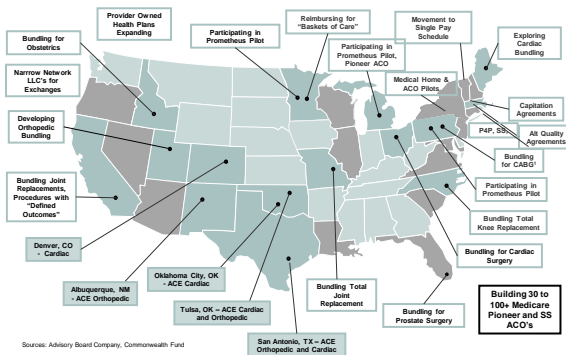 Provider Owned
Health Plans
Expanding
Bundling for
Obstetrics
Narrrow Network
LLC's for
Exchanges
Developing
Orthopedic
Bundling
Bundling Joint
Replacements,
Procedures with
"Defined
Outcomes"
Denver, CO
- Cardiac
Albuquerque, NM
- ACE Orthopedic
Oklahoma City, OK
- ACE Cardiac
Tulsa, OK – ACE
Cardiac
and Orthopedic
San Antonio, TX – ACE
Orthopedic and Cardiac
Participating in
Prometheus Pilot
Reimbursing for
"Baskets of Care"
Participating in
Prometheus Pilot,
Pioneer ACO
Movement to
Single Pay
Schedule
Medical Home &
ACO Pilots
Exploring
Cardiac
Bundling
Capitation
Agreements
P4P, SS,
Alt Quality
Agreements
Bundling
for CABG¹
Participating in
Prometheus Pilot
Bundling Total
Knee Replacement
Bundling for Cardiac
Surgery
Bundling Total
Joint
Replacement
Bundling for
Prostate Surgery
Building 30 to
100+ Medicare
Pioneer and SS
ACO's
Sources: Advisory Board Company, Commonwealth Fund